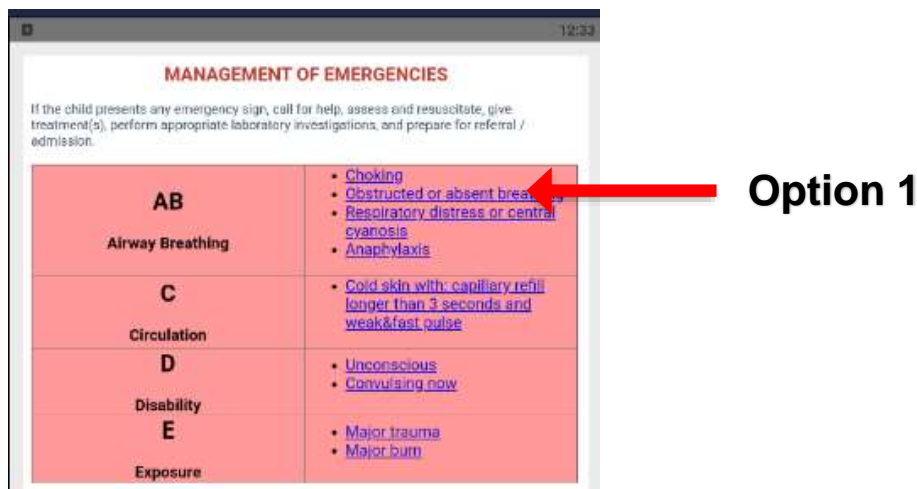 12:33
MANAGEMENT OF EMERGENCIES
If the child presents any emergency sign, call for help, assess and resuscitate, give
treatment(s), perform appropriate laboratory investigations, and prepare for referral /
admission.
AB
Airway Breathing
• Choking
• Obstructed or absent
• Respiratory distress or central
cyanosis
• Anaphylaxis
C
Circulation
• Cold skin with: capillary refill
longer than 3 seconds and
weak&fast pulse
D
Disability
• Unconscious
• Convulsing now
E
Exposure
• Major trauma
• Major burn
Option 1